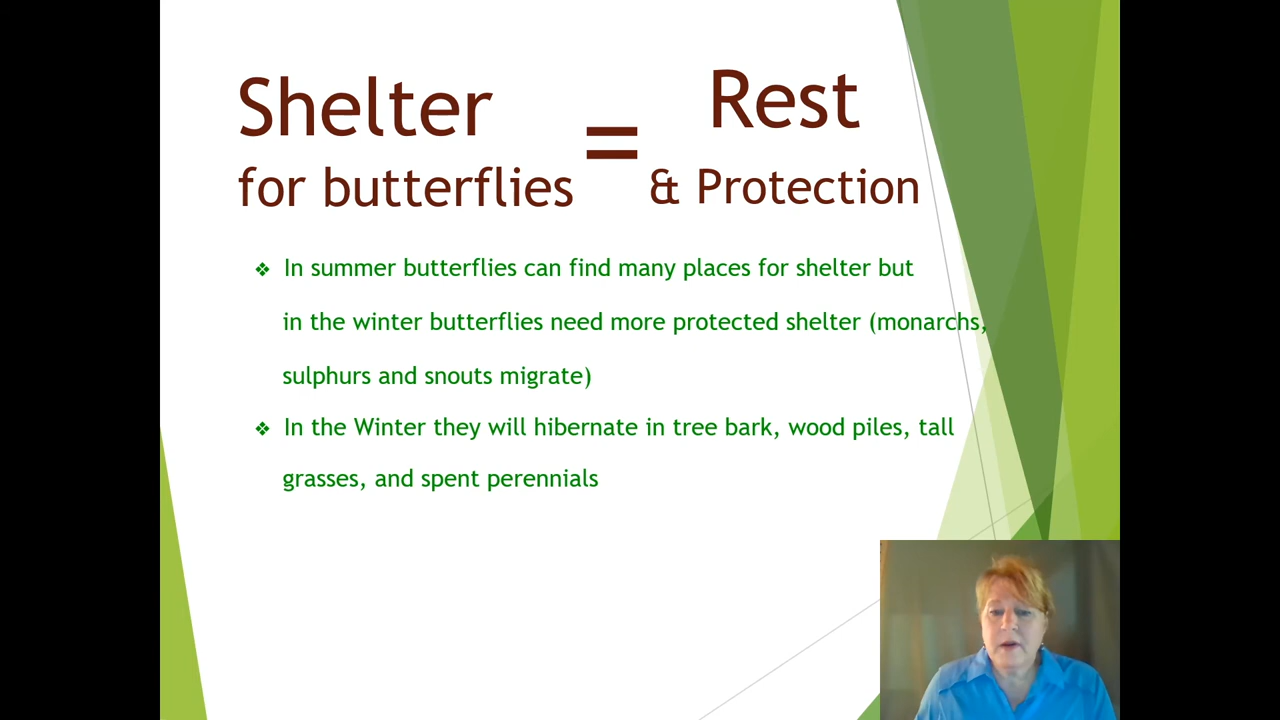 Shelter = Rest
for butterflies & Protection
❖ In summer butterflies can find many places for shelter but
in the winter butterflies need more protected shelter (monarchs,
sulphurs and snouts migrate)
❖ In the Winter they will hibernate in tree bark, wood piles, tall
grasses, and spent perennials